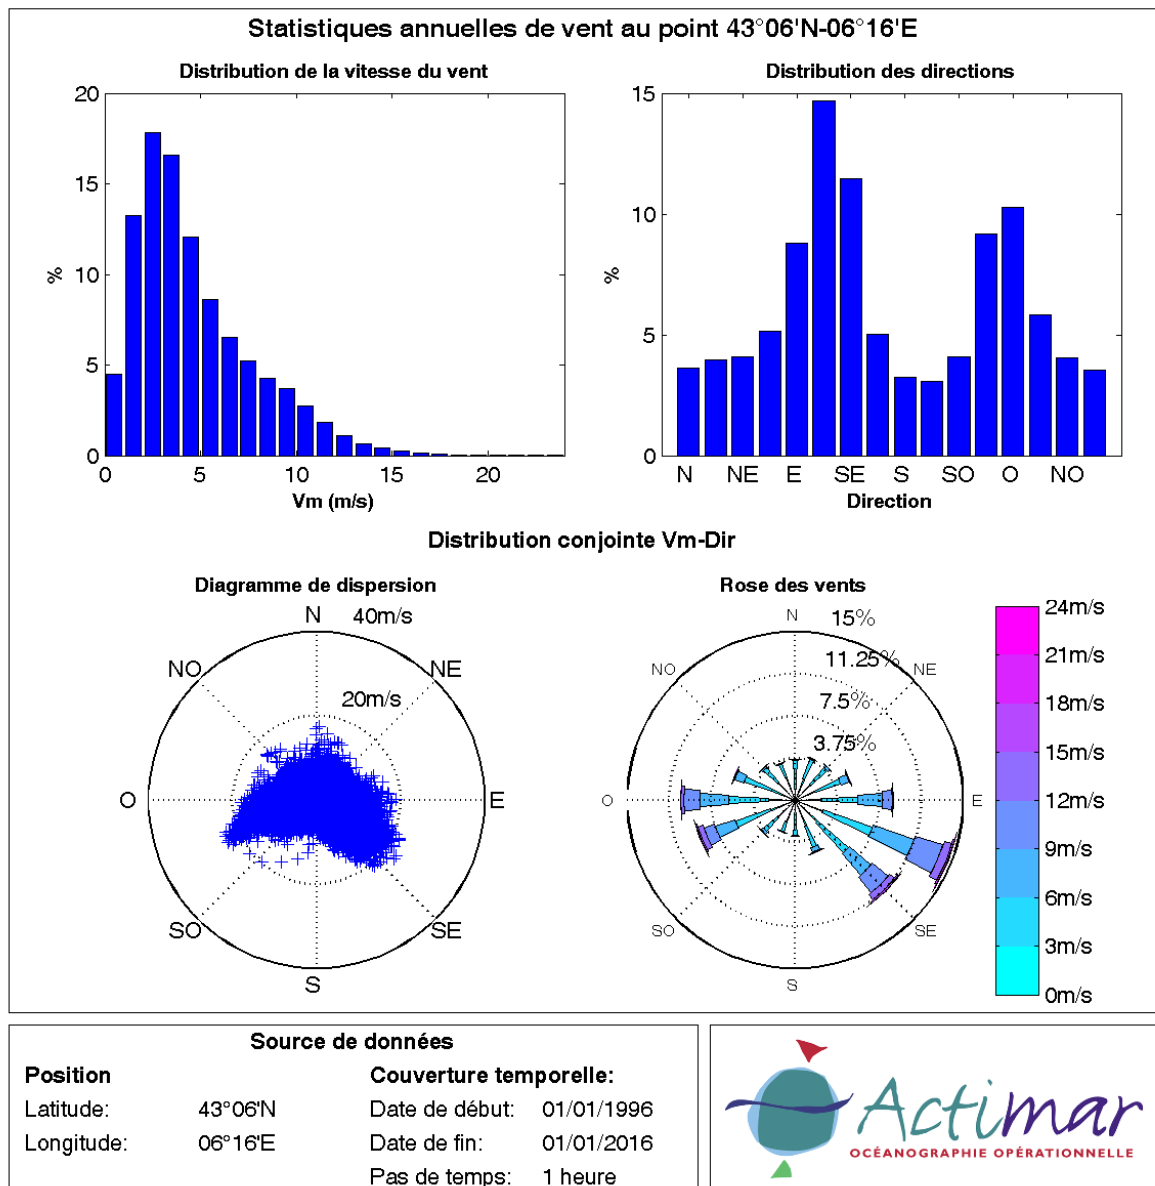 Statistiques annuelles de vent au point 43°06'N-06°16'E
Distribution de la vitesse du vent
20
15
10
5
0
%
0 5 10 15 20
Vm (m/s)
Distribution des directions
15
10
5
0
%
N NE E SE S SO O NO
Direction
Distribution conjointe Vm-Dir
Diagramme de dispersion
N 40m/s
NO NE
20m/s
O E
SO SE
S
Rose des vents
N 15%
11.25%
NO NE
7.5%
3.75%
O E
SO SE
S
24m/s
21m/s
18m/s
15m/s
12m/s
9m/s
6m/s
3m/s
0m/s
Source de données
Position
Latitude: 43°06'N
Longitude: 06°16'E
Couverture temporelle:
Date de début: 01/01/1996
Date de fin: 01/01/2016
Pas de temps: 1 heure
Actimar
OCÉANOGRAPHIE OPÉRATIONNELLE